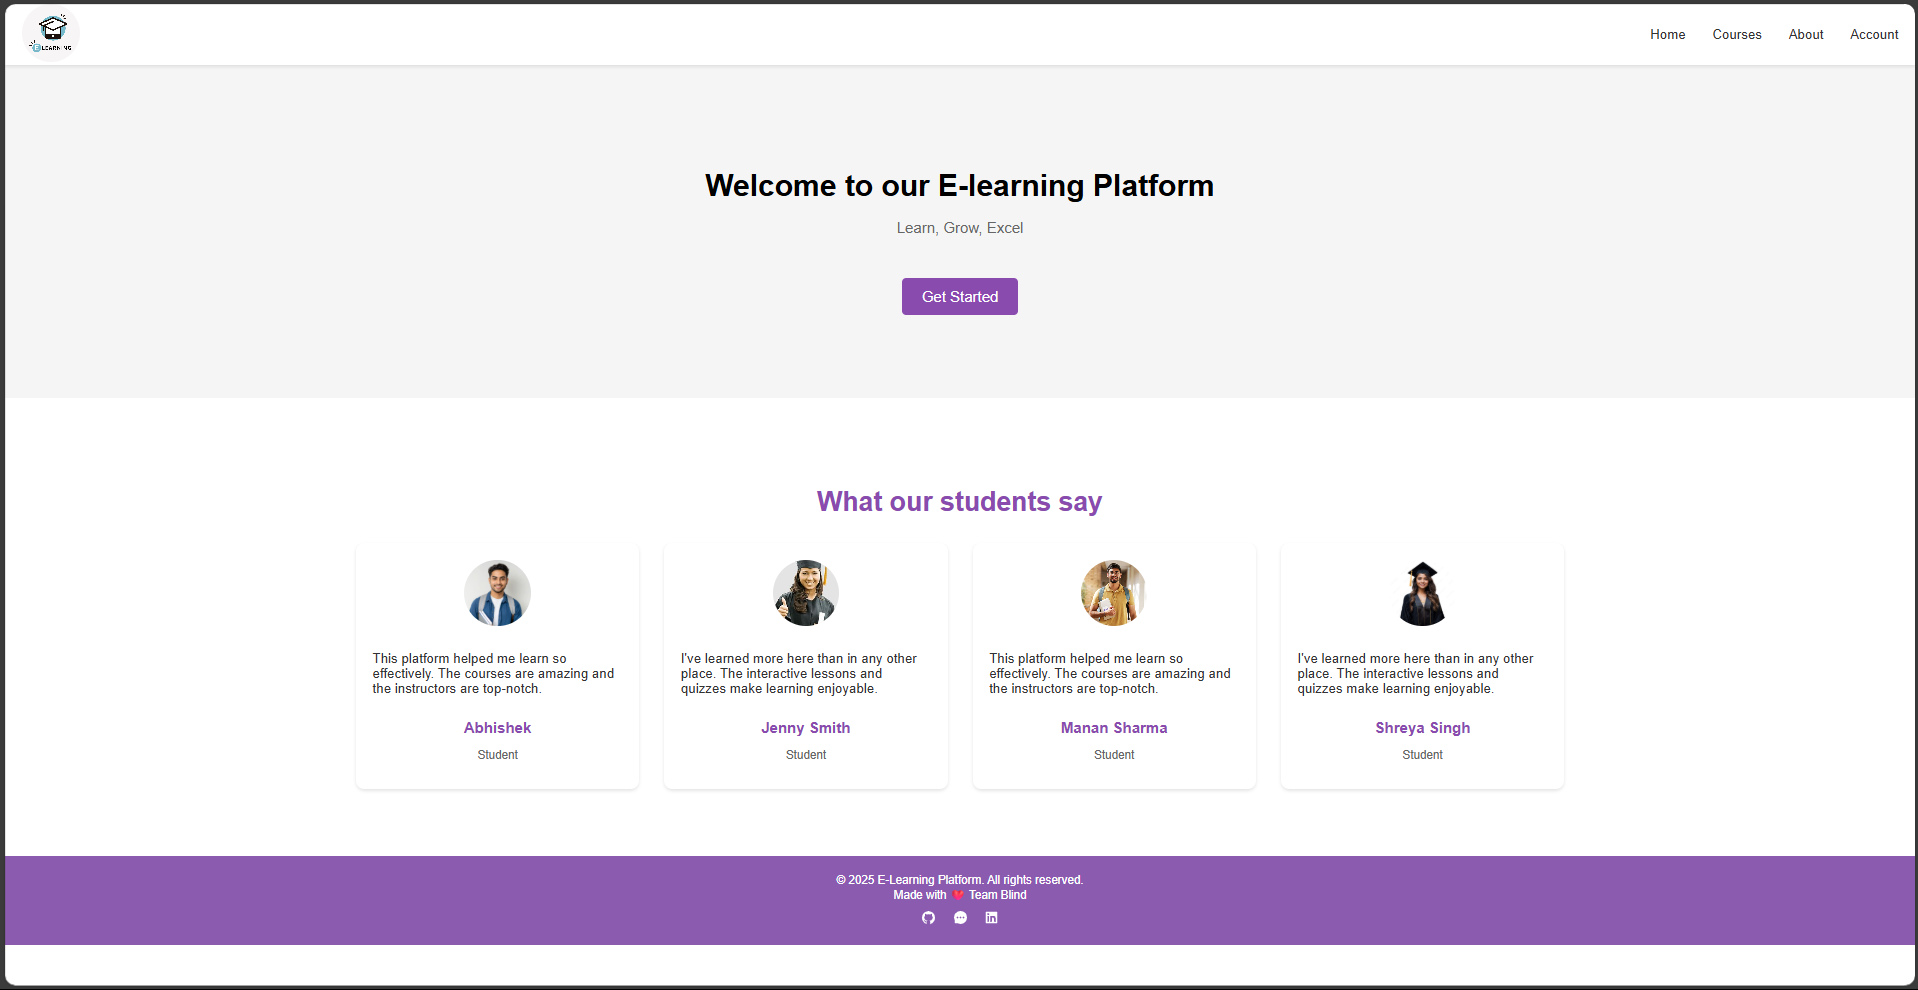 E LEARNING
Home Courses About Account
Welcome to our E-learning Platform
Learn, Grow, Excel
Get Started
What our students say
This platform helped me learn so
effectively. The courses are amazing and
the instructors are top-notch.
Abhishek
Student
I've learned more here than in any other
place. The interactive lessons and
quizzes make learning enjoyable.
Jenny Smith
Student
This platform helped me learn so
effectively. The courses are amazing and
the instructors are top-notch.
Manan Sharma
Student
I've learned more here than in any other
place. The interactive lessons and
quizzes make learning enjoyable.
Shreya Singh
Student
© 2025 E-Learning Platform. All rights reserved.
Made with ❤️ Team Blind